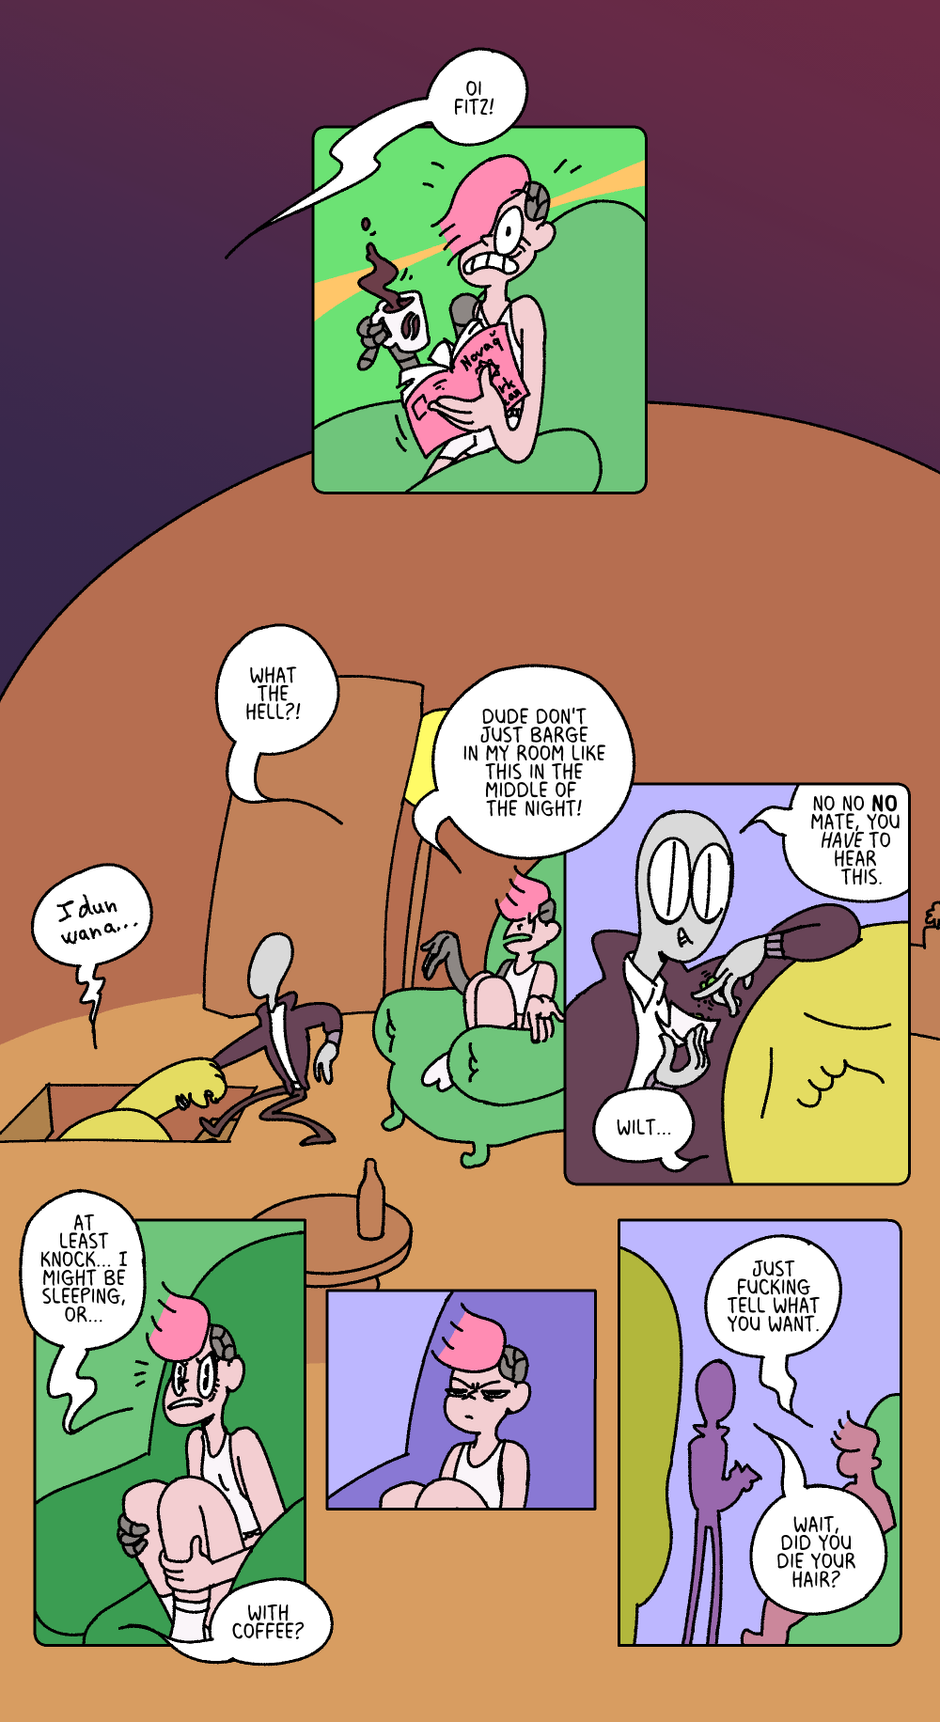 OI
FITZ!
Novag
WHAT
THE
HELL?!
DUDE DON'T
JUST BARGE
IN MY ROOM LIKE
THIS IN THE
MIDDLE OF
THE NIGHT!
NO NO NO
MATE, YOU
HAVE TO
HEAR
THIS.
I dun
wana...
WILT...
AT
LEAST
KNOCK... I
MIGHT BE
SLEEPING,
OR...
WITH
COFFEE?
JUST
FUCKING
TELL WHAT
YOU WANT.
WAIT,
DID YOU
DIE YOUR
HAIR?